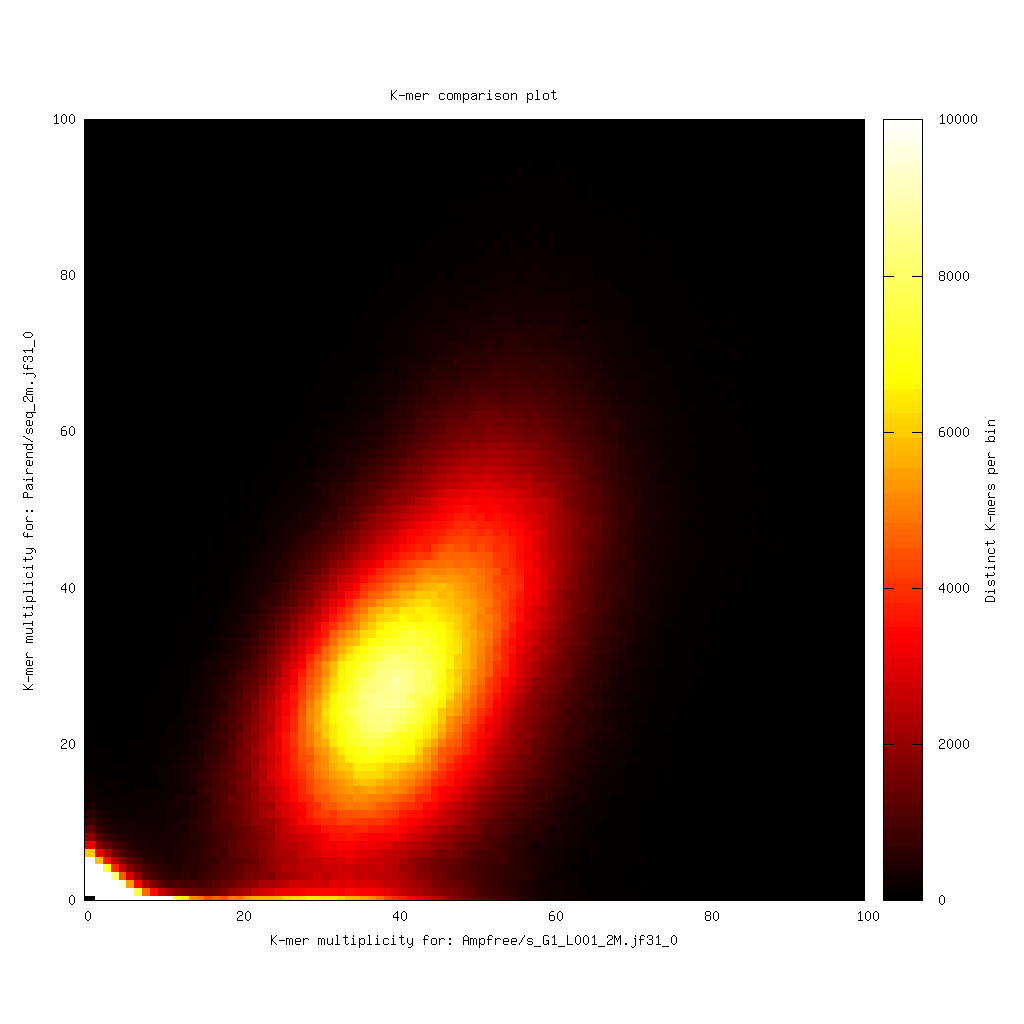 K-mer comparison plot
100
80
60
40
20
0
K-mer multiplicity for: Pairend/seq_2m.jf31_0
0 20 40 60 80 100
K-mer multiplicity for: Ampfree/s_G1_L001_2M.jf31_0
10000
8000
6000
4000
2000
0
Distinct K-mers per bin